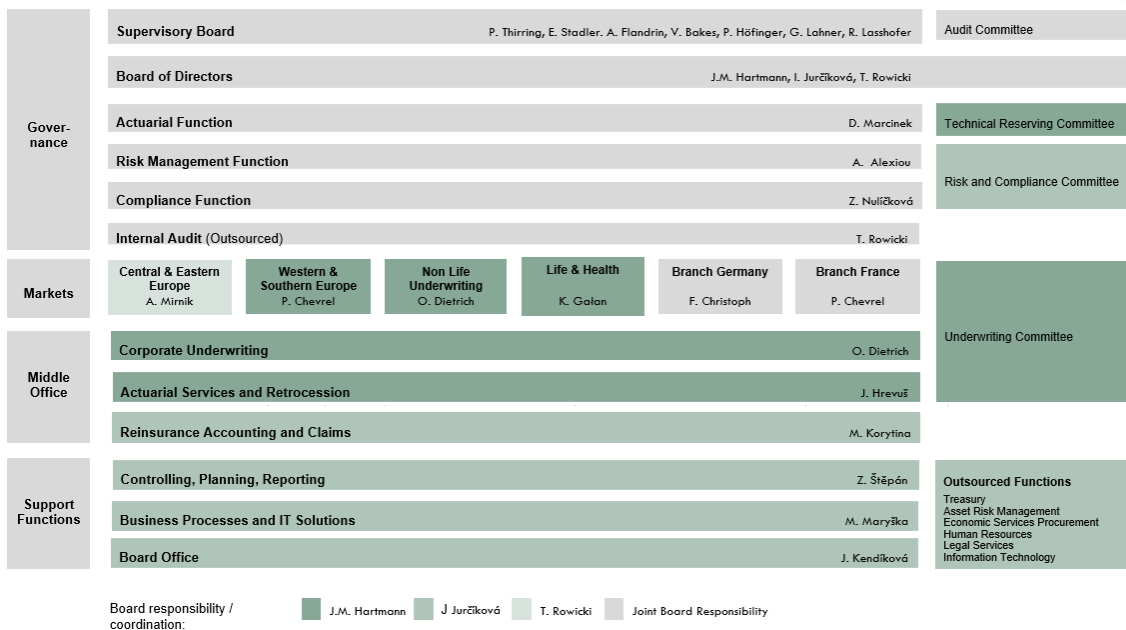 Supervisory Board P. Thirring, E. Stadler. A. Flandrin, V. Bakes, P. Höfinger, G. Lahner, R. Lasshofer
Audit Committee
Board of Directors J.M. Hartmann, I. Jurčíková, T. Rowicki
Gover-
nance
Actuarial Function D. Marcinek
Technical Reserving Committee
Risk Management Function A. Alexiou
Risk and Compliance Committee
Compliance Function Z. Nulíčková
Internal Audit (Outsourced) T. Rowicki
Markets
Central & Eastern
Europe
A. Mirnik
Western &
Southern Europe
P. Chevrel
Non Life
Underwriting
O. Dietrich
Life & Health
K. Gałan
Branch Germany
F. Christoph
Branch France
P. Chevrel
Underwriting Committee
Middle
Office
Corporate Underwriting O. Dietrich
Actuarial Services and Retrocession J. Hrevuš
Reinsurance Accounting and Claims M. Korytina
Support
Functions
Controlling, Planning, Reporting Z. Štěpán
Business Processes and IT Solutions M. Maryška
Board Office J. Kendíková
Outsourced Functions
Treasury
Asset Risk Management
Economic Services Procurement
Human Resources
Legal Services
Information Technology
Board responsibility /
coordination:
J.M. Hartmann J Jurčíková T. Rowicki Joint Board Responsibility